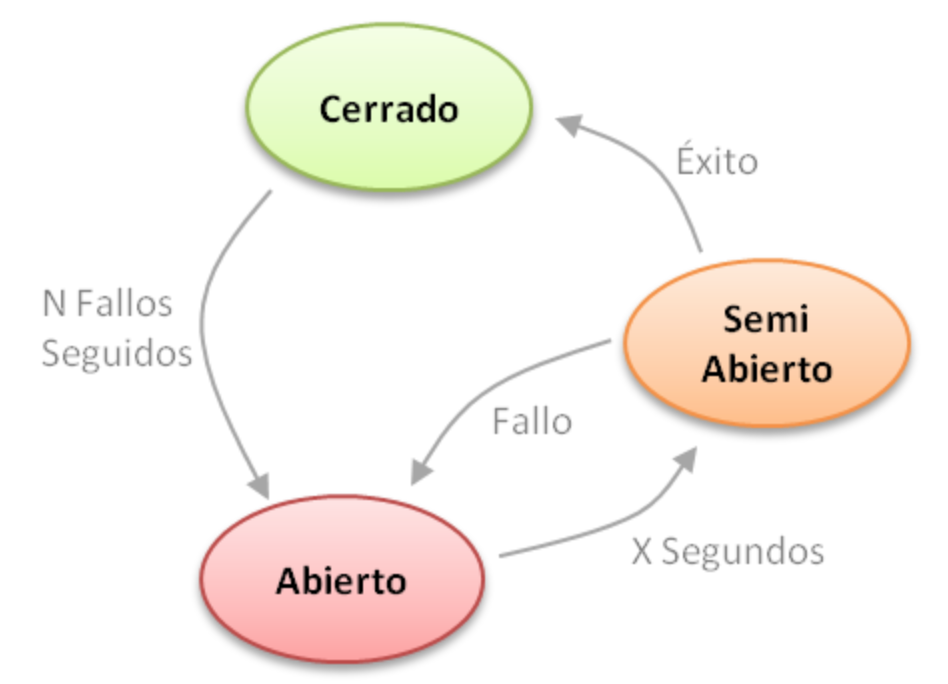 Cerrado
Éxito
N Fallos
Seguidos
Semi
Abierto
Fallo
X Segundos
Abierto